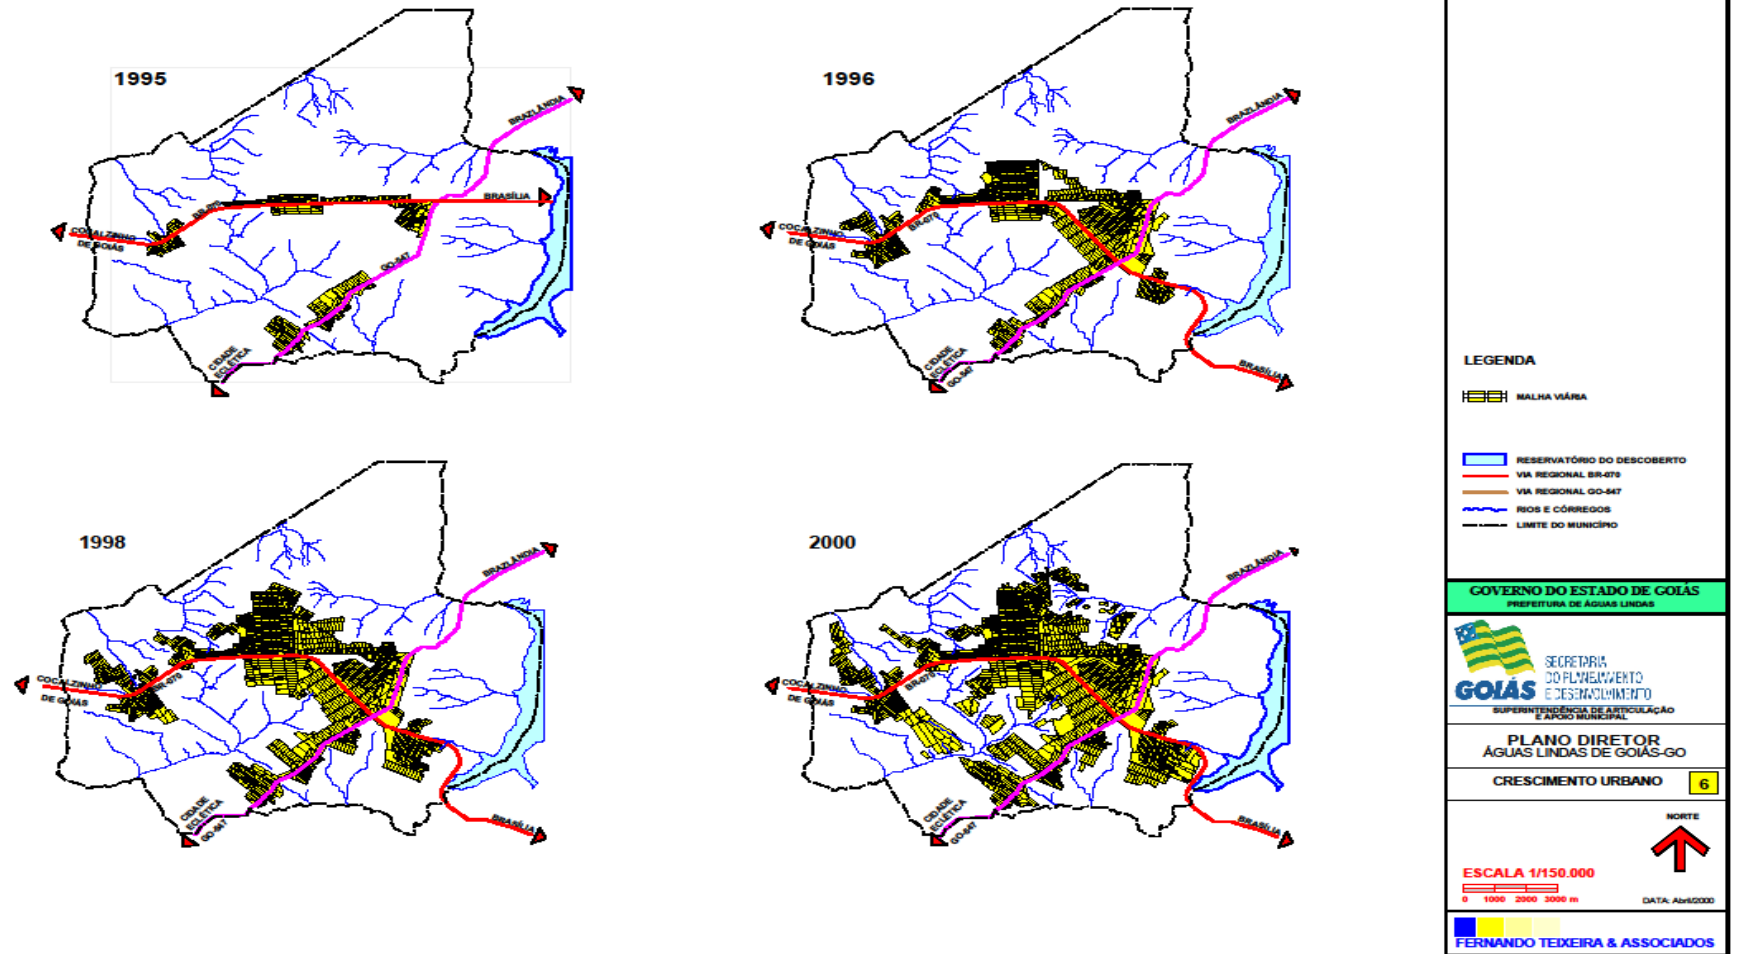 1995
BRAZLÂNDIA
BRASÍLIA
BR-070
COCALZINHO
DE GOIÁS
GO-547
CIDADE
ECLÉTICA
1996
BRAZLÂNDIA
COCALZINHO
DE GOIÁS
BR-070
CIDADE
ECLÉTICA
GO-547
BRASÍLIA
1998
BRAZLÂNDIA
COCALZINHO
DE GOIÁS
BR-070
CIDADE
ECLÉTICA
GO-547
BRASÍLIA
2000
BRAZLÂNDIA
COCALZINHO
DE GOIÁS
BR-070
CIDADE
ECLÉTICA
GO-547
BRASÍLIA
LEGENDA
MALHA VIÁRIA
RESERVATÓRIO DO DESCOBERTO
VIA REGIONAL BR-070
VIA REGIONAL GO-547
RIOS E CÓRREGOS
LIMITE DO MUNICÍPIO
GOVERNO DO ESTADO DE GOIÁS
PREFEITURA DE ÁGUAS LINDAS
GOIÁS
SECRETARIA
DO PLANEJAMENTO
E DESENVOLVIMENTO
SUPERINTENDÊNCIA DE ARTICULAÇÃO
E APOIO MUNICIPAL
PLANO DIRETOR
ÁGUAS LINDAS DE GOIÁS-GO
CRESCIMENTO URBANO 6
NORTE
ESCALA 1/150.000
0 1000 2000 3000 m
DATA: Abril/2000
FERNANDO TEIXEIRA & ASSOCIADOS